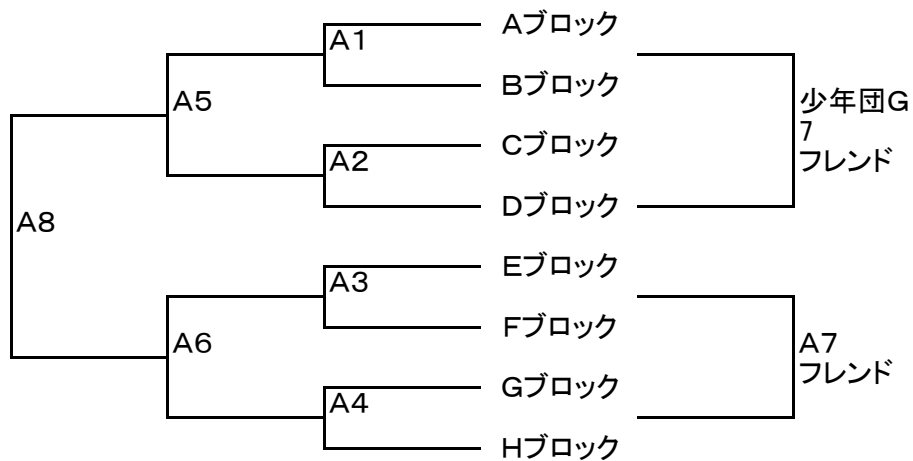 Aブロック
A1
Bブロック
A5
少年団G
7
フレンド
Cブロック
A2
Dブロック
A8
Eブロック
A3
Fブロック
A6
A7
フレンド
Gブロック
A4
Hブロック